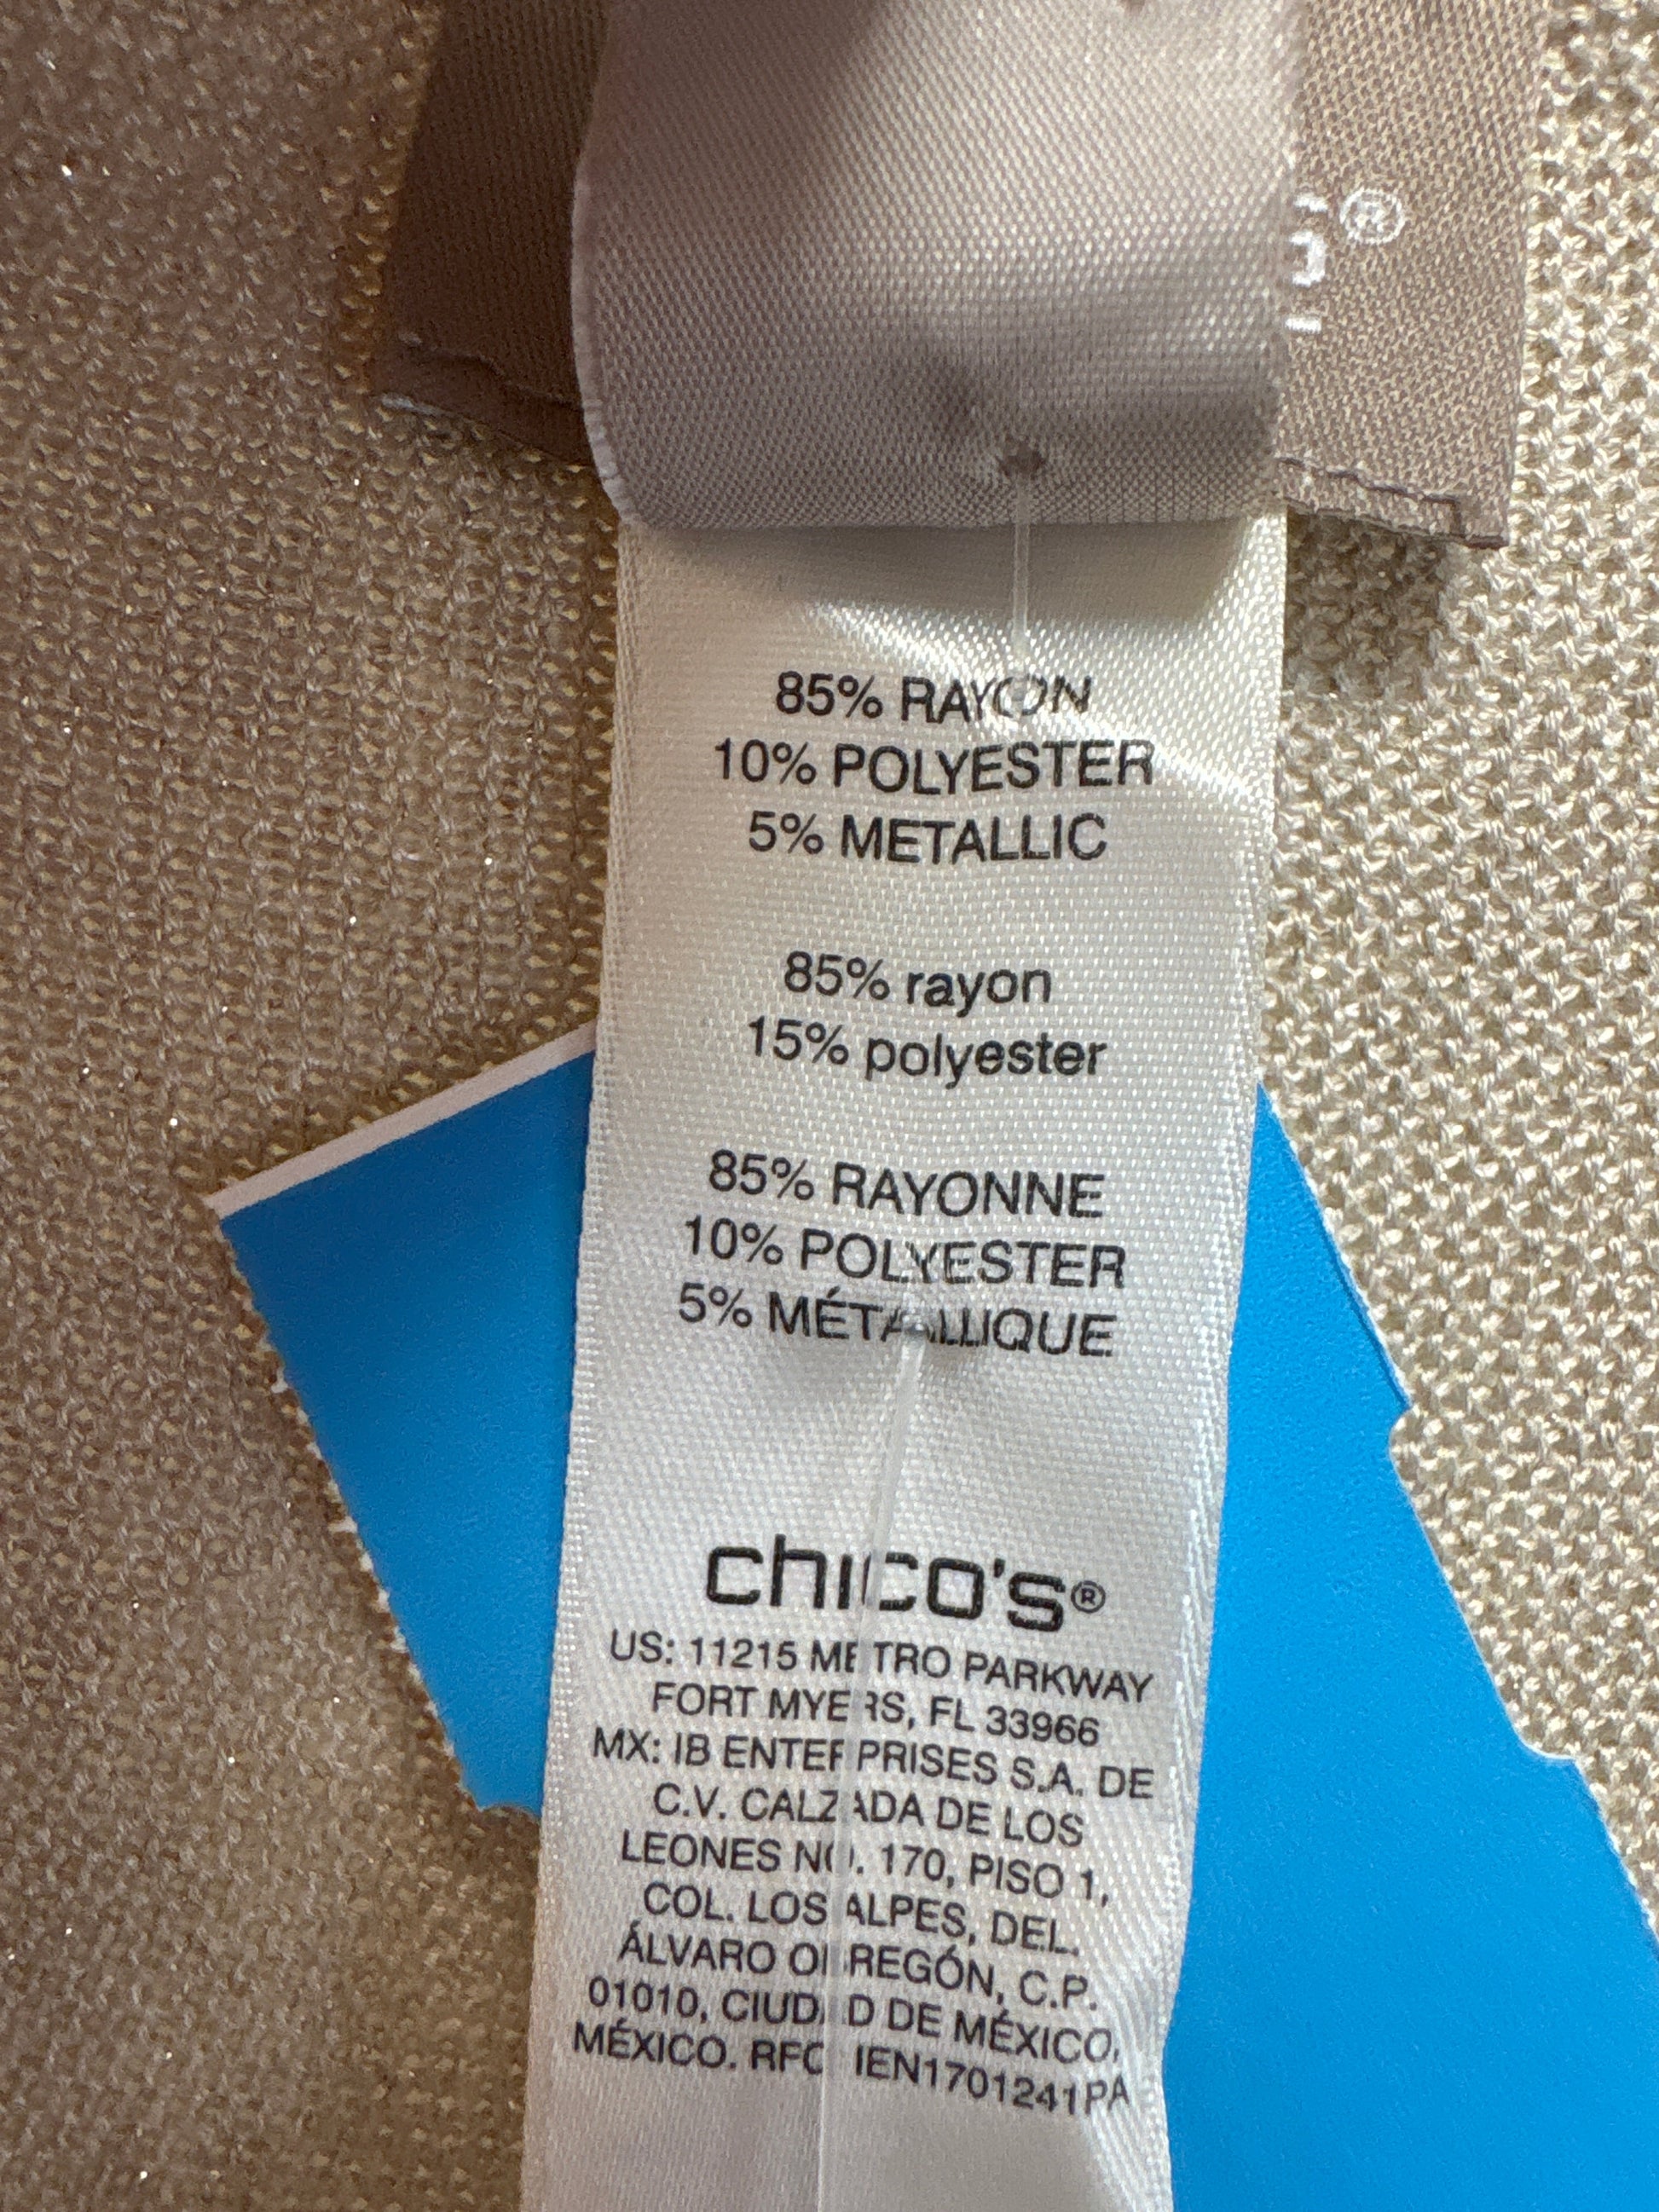 ®
85% RAYON
10% POLYESTER
5% METALLIC
85% rayon
15% polyester
85% RAYONNE
10% POLYESTER
5% MÉTALLIQUE
chico's®
US: 11215 METRO PARKWAY
FORT MYERS, FL 33966
MX: IB ENTERPRISES S.A. DE
C.V. CALZADA DE LOS
LEONES NO. 170, PISO 1,
COL. LOS ALPES, DEL.
ÁLVARO OBREGÓN, C.P.
01010, CIUDAD DE MÉXICO,
MÉXICO. RFC IEN1701241PA